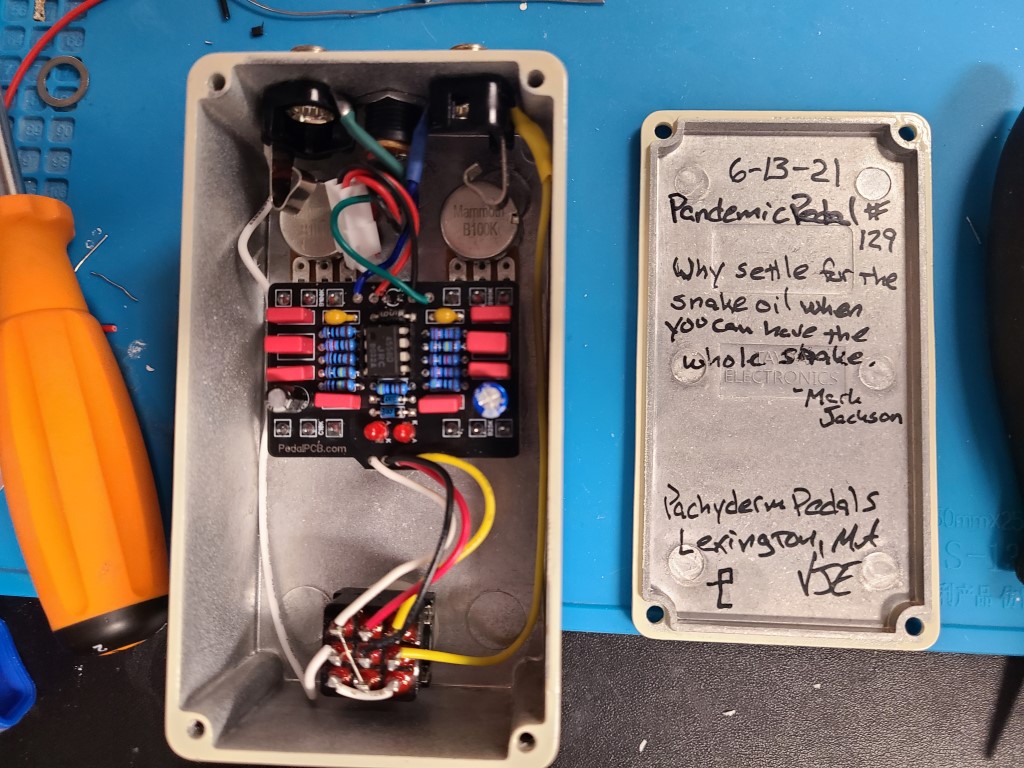 Mammoth
B100K
PedalPCB.com
6-13-21
Pandemic Pedal #
129
Why settle for the
snake oil when
you can have the
whole snake.
ELECTRONICS
-Mark
Jackson
Pachyderm Pedals
Lexington, MA
VJE